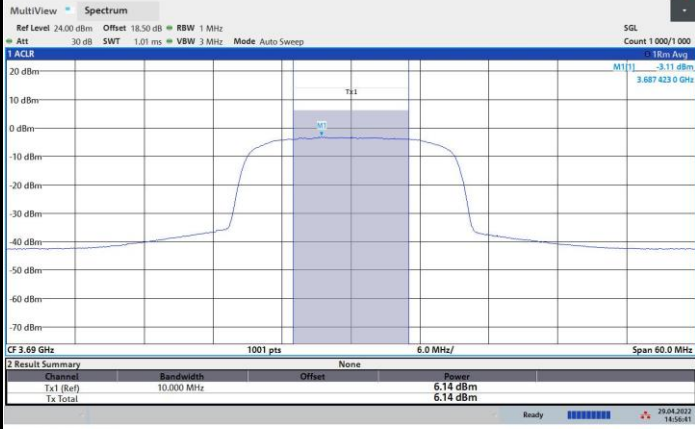 MultiView Spectrum
Ref Level 24.00 dBm Offset 18.50 dB RBW 1 MHz SGL
Att 30 dB SWT 1.01 ms VBW 3 MHz Mode Auto Sweep Count 1 000/1 000
1 ACLR 1Rm Avg
M1[1] -3.11 dBm
3.687 423 0 GHz
20 dBm
Tx1
10 dBm
0 dBm
M1
-10 dBm
-20 dBm
-30 dBm
-40 dBm
-50 dBm
-60 dBm
-70 dBm
CF 3.69 GHz 1001 pts 6.0 MHz/ Span 60.0 MHz
2 Result Summary None
Channel Bandwidth Offset Power
Tx1 (Ref) 10.000 MHz 6.14 dBm
Tx Total 6.14 dBm
Ready 29.04.2022
14:56:41